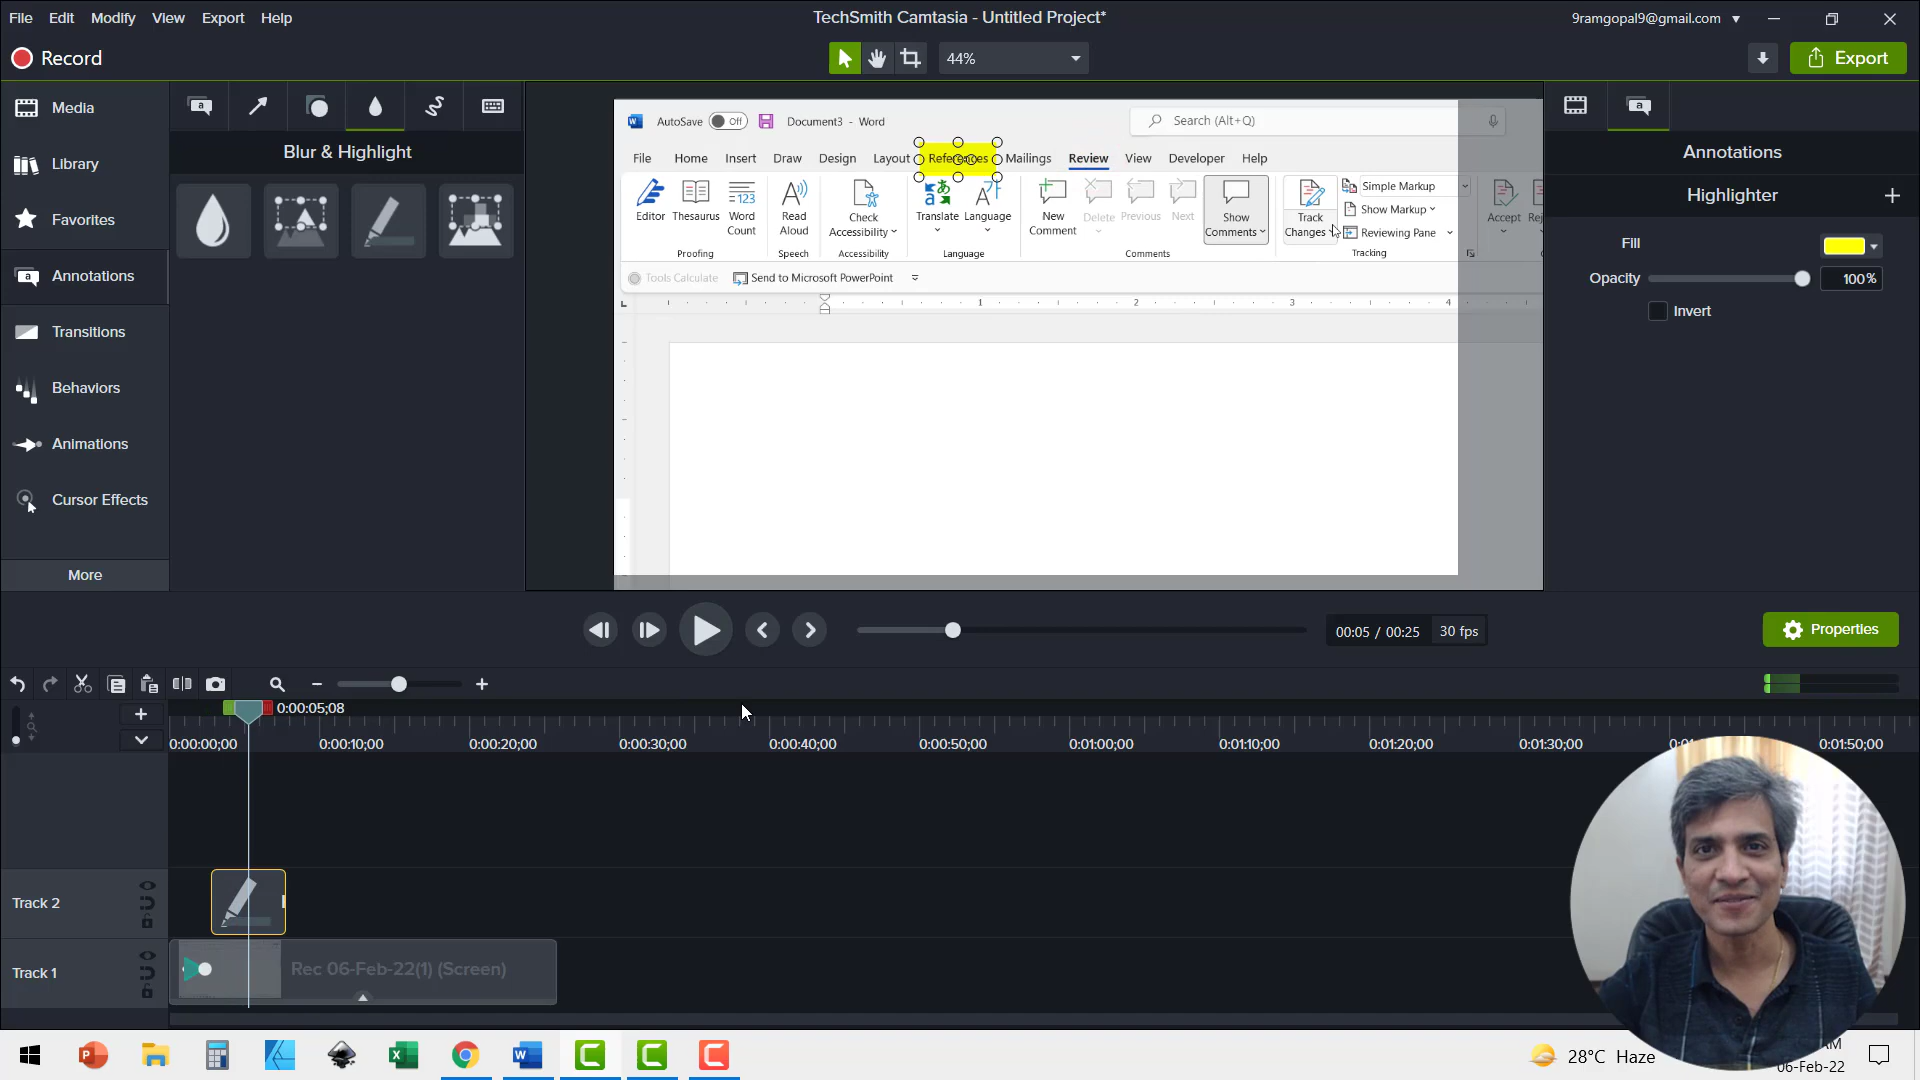 File Edit Modify View Export Help
TechSmith Camtasia - Untitled Project*
9ramgopal9@gmail.com
Record
44%
Export
Media
Library
Favorites
Annotations
Transitions
Behaviors
Animations
Cursor Effects
More
Blur & Highlight
AutoSave Off Document3 - Word
Search (Alt+Q)
File Home Insert Draw Design Layout References Mailings Review View Developer Help
Editor
Thesaurus
Word Count
Proofing
Read Aloud
Speech
Check Accessibility
Accessibility
Translate
Language
Language
New Comment
Delete
Previous
Next
Show Comments
Comments
Track Changes
Simple Markup
Show Markup
Reviewing Pane
Tracking
Accept
Tools Calculate
Send to Microsoft PowerPoint
1 2 3 4
Annotations
Highlighter
Fill
Opacity 100%
Invert
00:05 / 00:25 30 fps
Properties
0:00:05;08
0:00:00;00 0:00:10;00 0:00:20;00 0:00:30;00 0:00:40;00 0:00:50;00 0:01:00;00 0:01:10;00 0:01:20;00 0:01:30;00 0:01:50;00
Track 2
Track 1
Rec 06-Feb-22(1) (Screen)
28°C Haze
AM
06-Feb-22